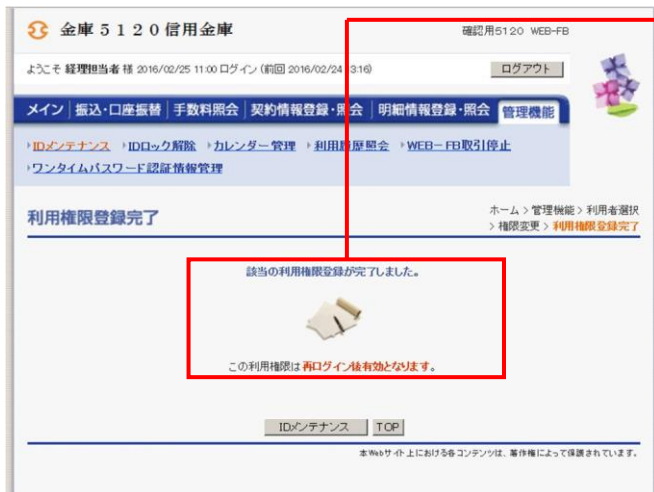 金庫5120信用金庫
確認用5120 WEB-FB
ようこそ 経理担当者 様 2016/02/25 11:00 ログイン (前回 2016/02/24 3:16)
ログアウト
メイン 振込・口座振替 手数料照会 契約情報登録・照会 明細情報登録・照会 管理機能
IDメンテナンス IDロック解除 カレンダー管理 利用履歴照会 WEB-FB取引停止
ワンタイムパスワード認証情報管理
利用権限登録完了
ホーム > 管理機能 > 利用者選択
> 権限変更 > 利用権限登録完了
該当の利用権限登録が完了しました。
この利用権限は再ログイン後有効となります。
IDメンテナンス TOP
本Webサイト上における各コンテンツは、著作権によって保護されています。